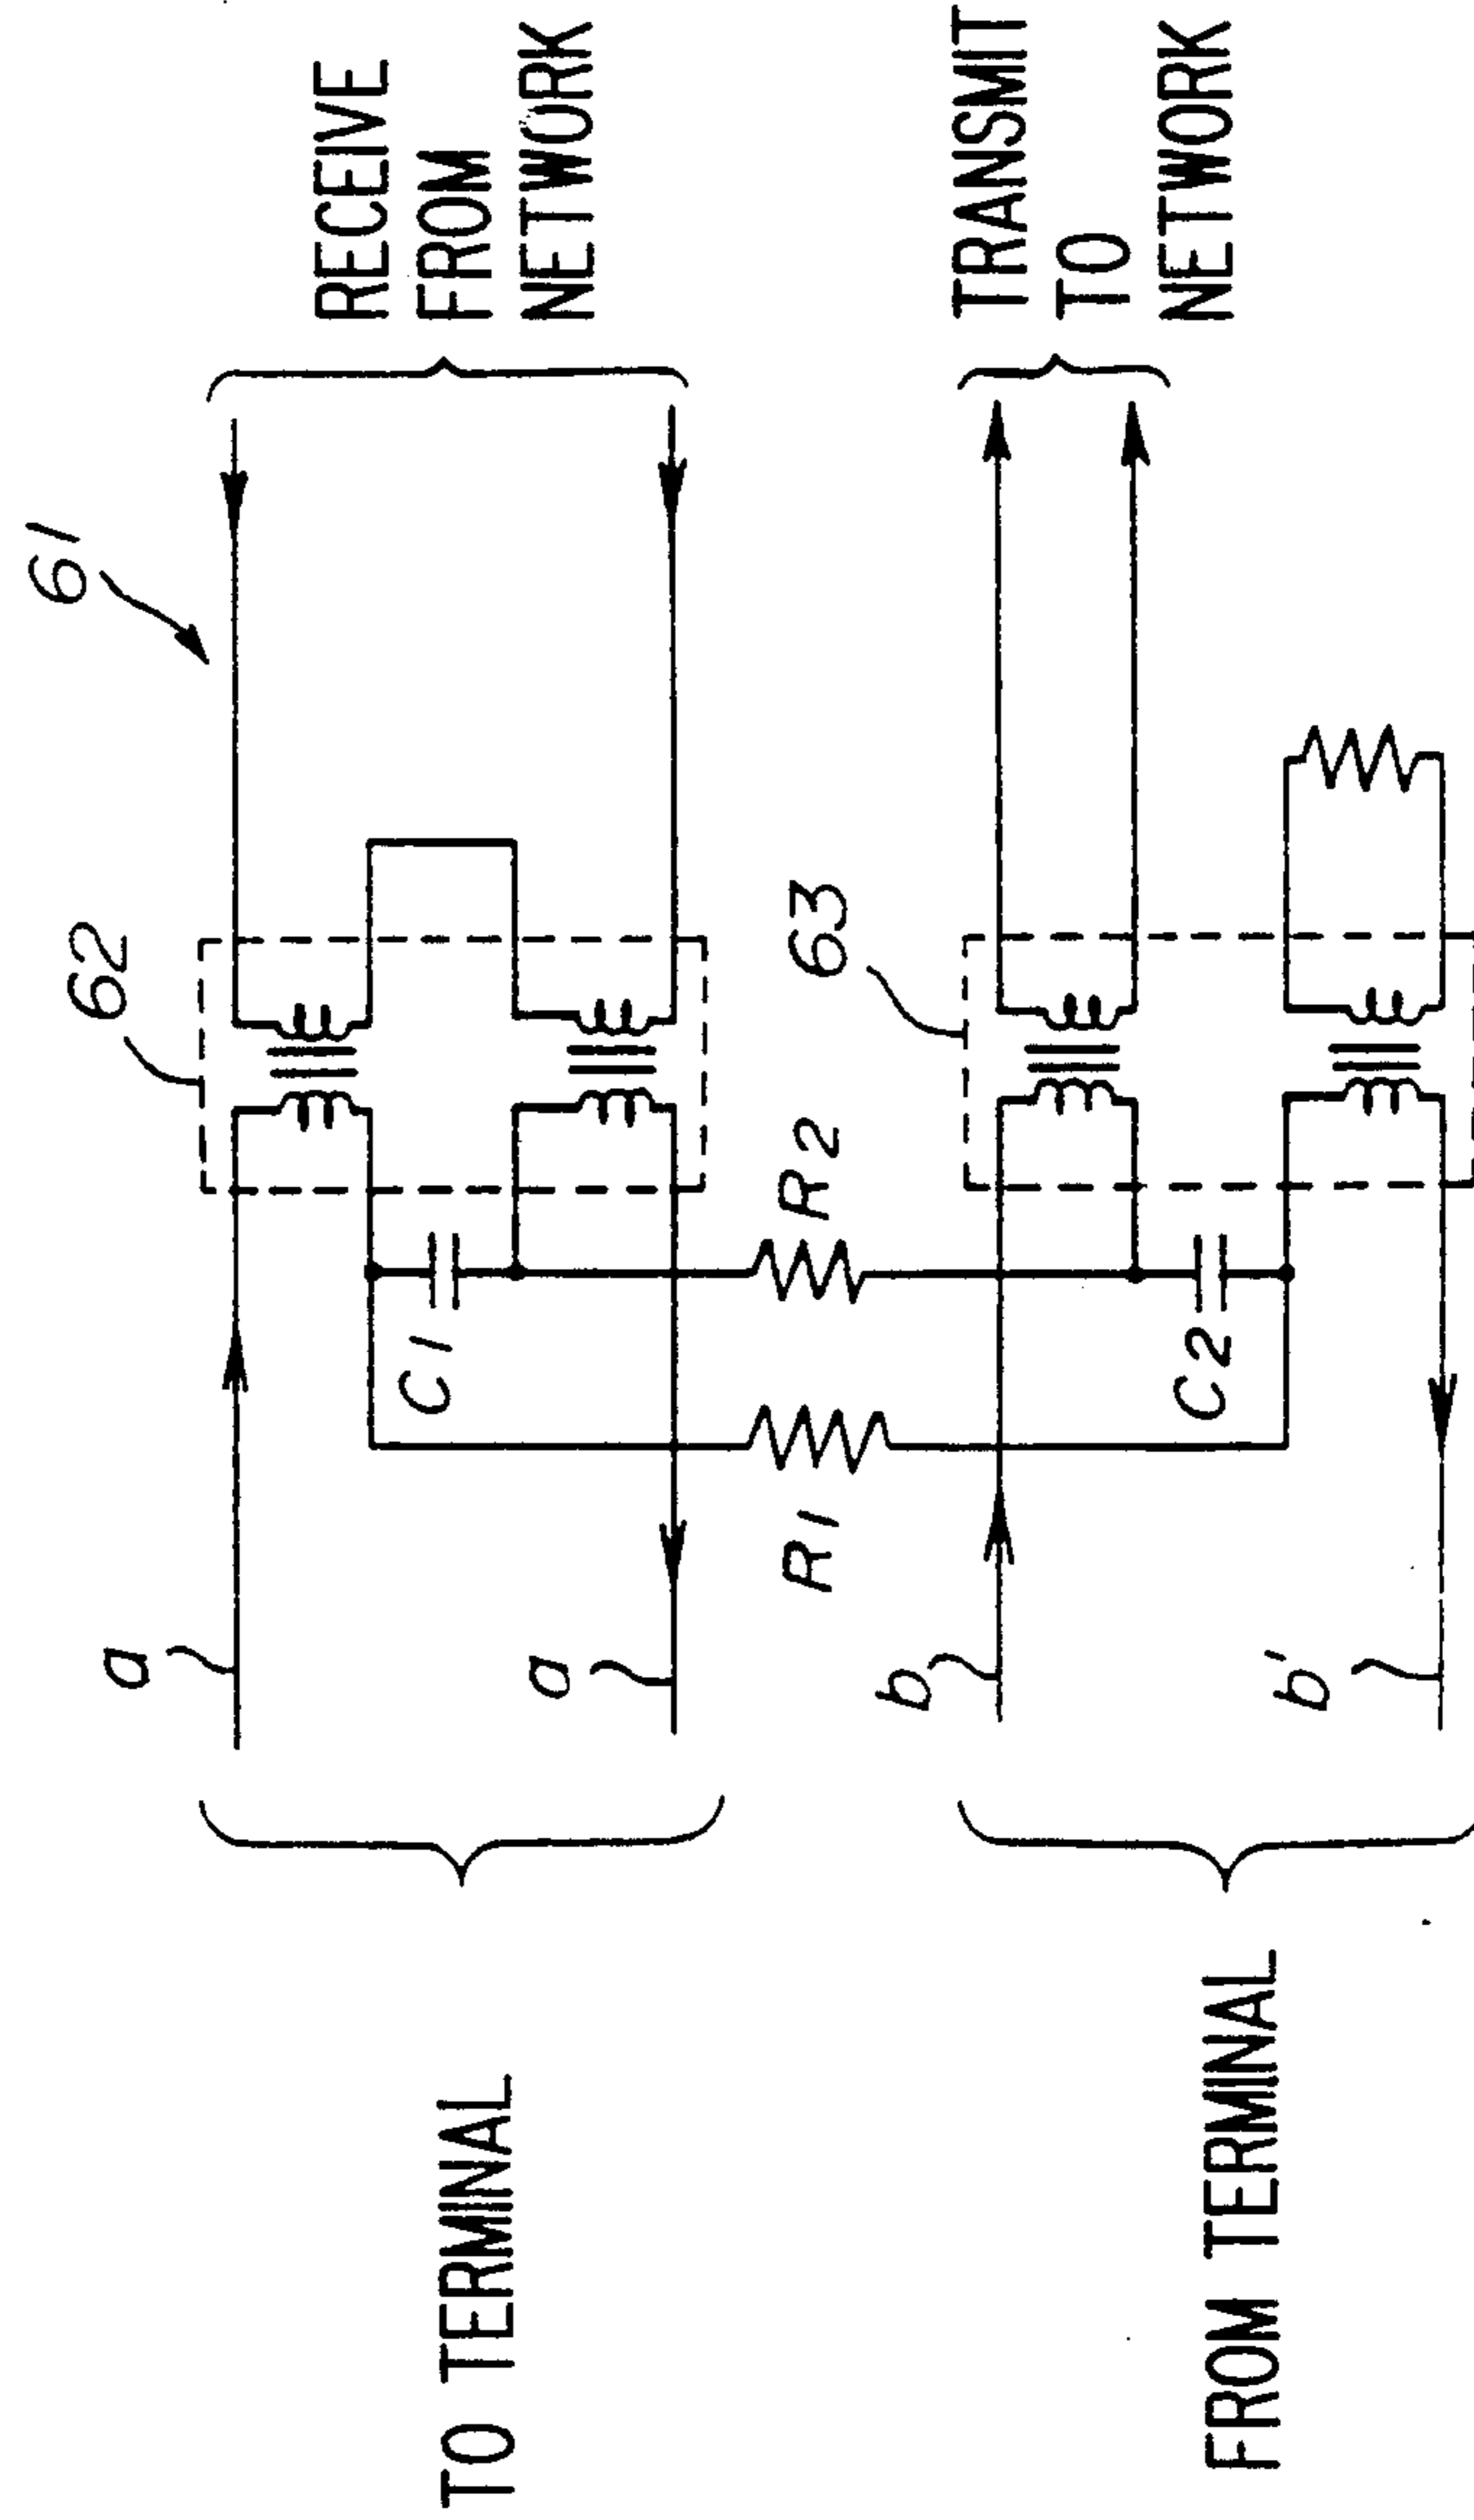 61
62
a
RECEIVE
FROM
NETWORK
C1
TO TERMINAL
a
R1
R2
63
b
TRANSMIT
TO
NETWORK
C2
FROM TERMINAL
b'